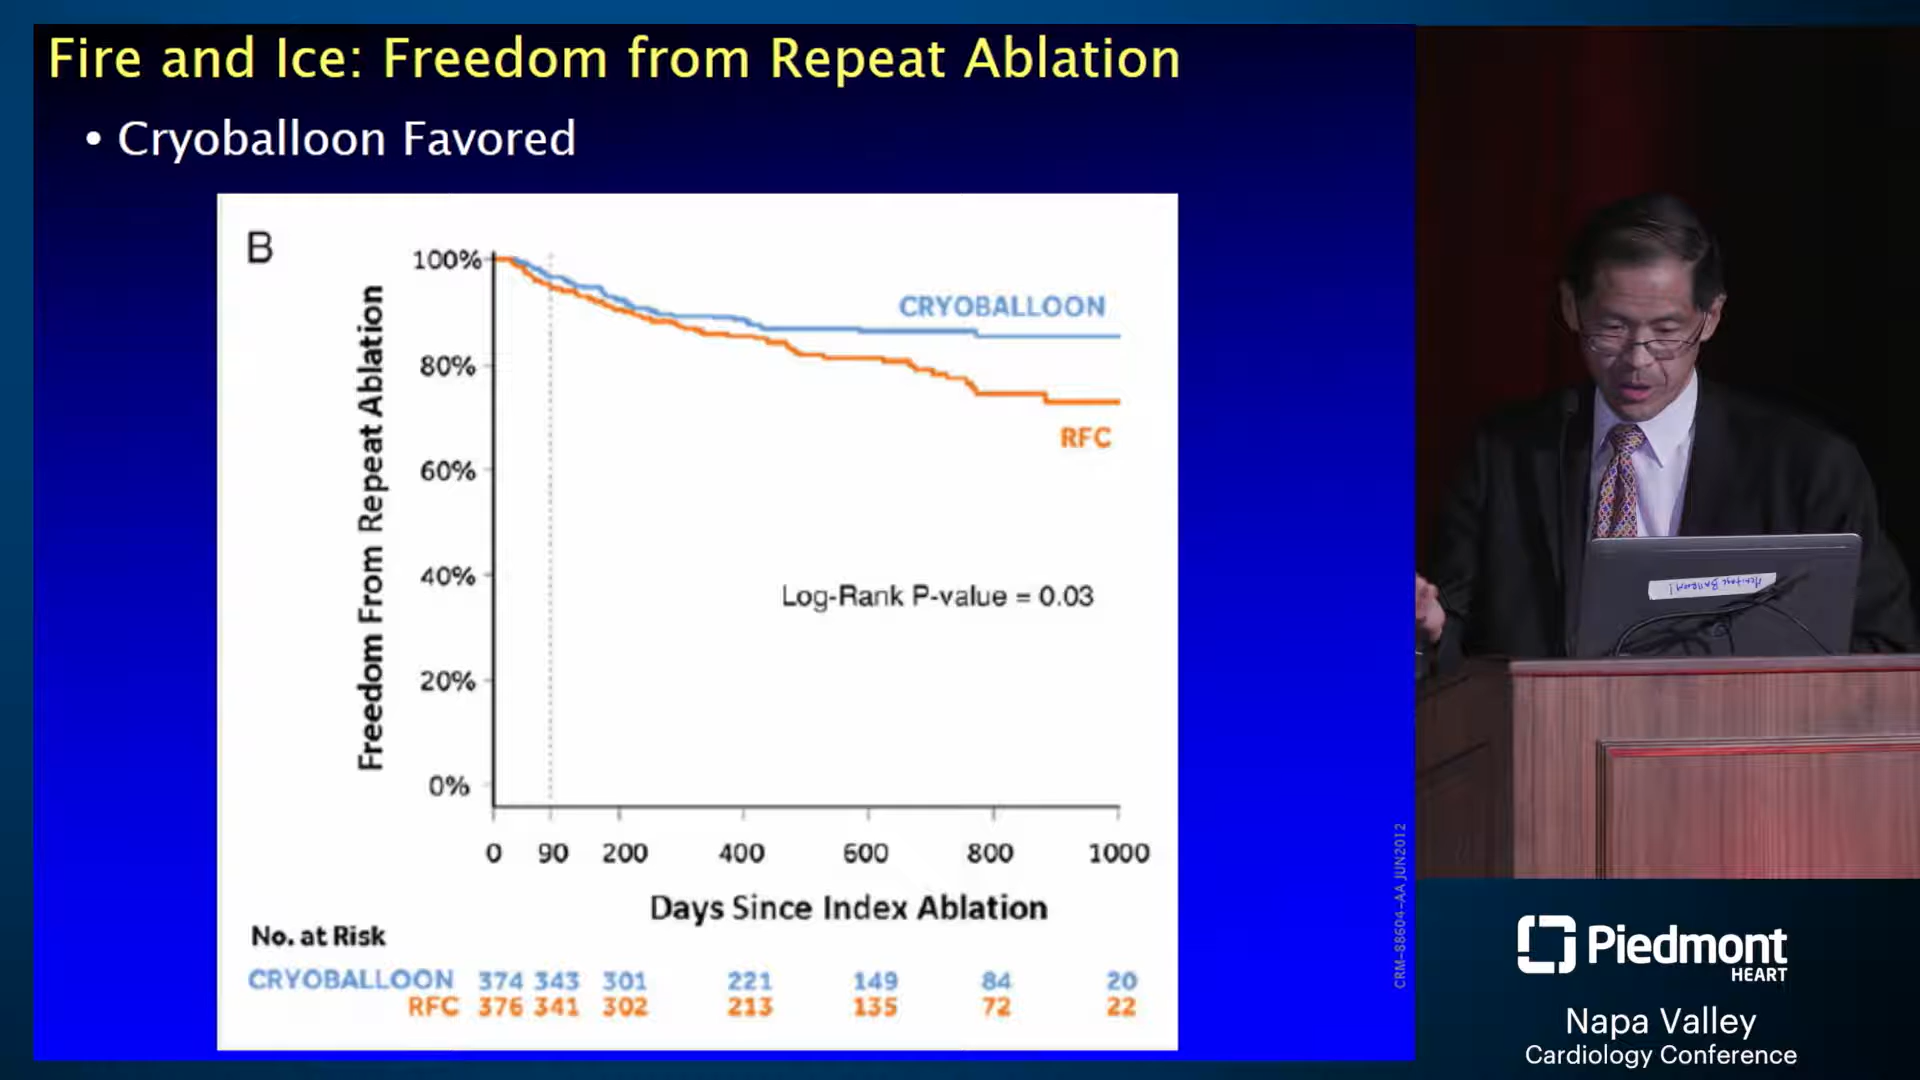 Fire and Ice: Freedom from Repeat Ablation
• Cryoballoon Favored
B
Freedom From Repeat Ablation
100%
80%
60%
40%
20%
0%
CRYOBALLOON
RFC
Log-Rank P-value = 0.03
0 90 200 400 600 800 1000
Days Since Index Ablation
No. at Risk
CRYOBALLOON 374 343 301 221 149 84 20
RFC 376 341 302 213 135 72 22
CRM-88604-AA JUN2012
Piedmont
HEART
Napa Valley
Cardiology Conference